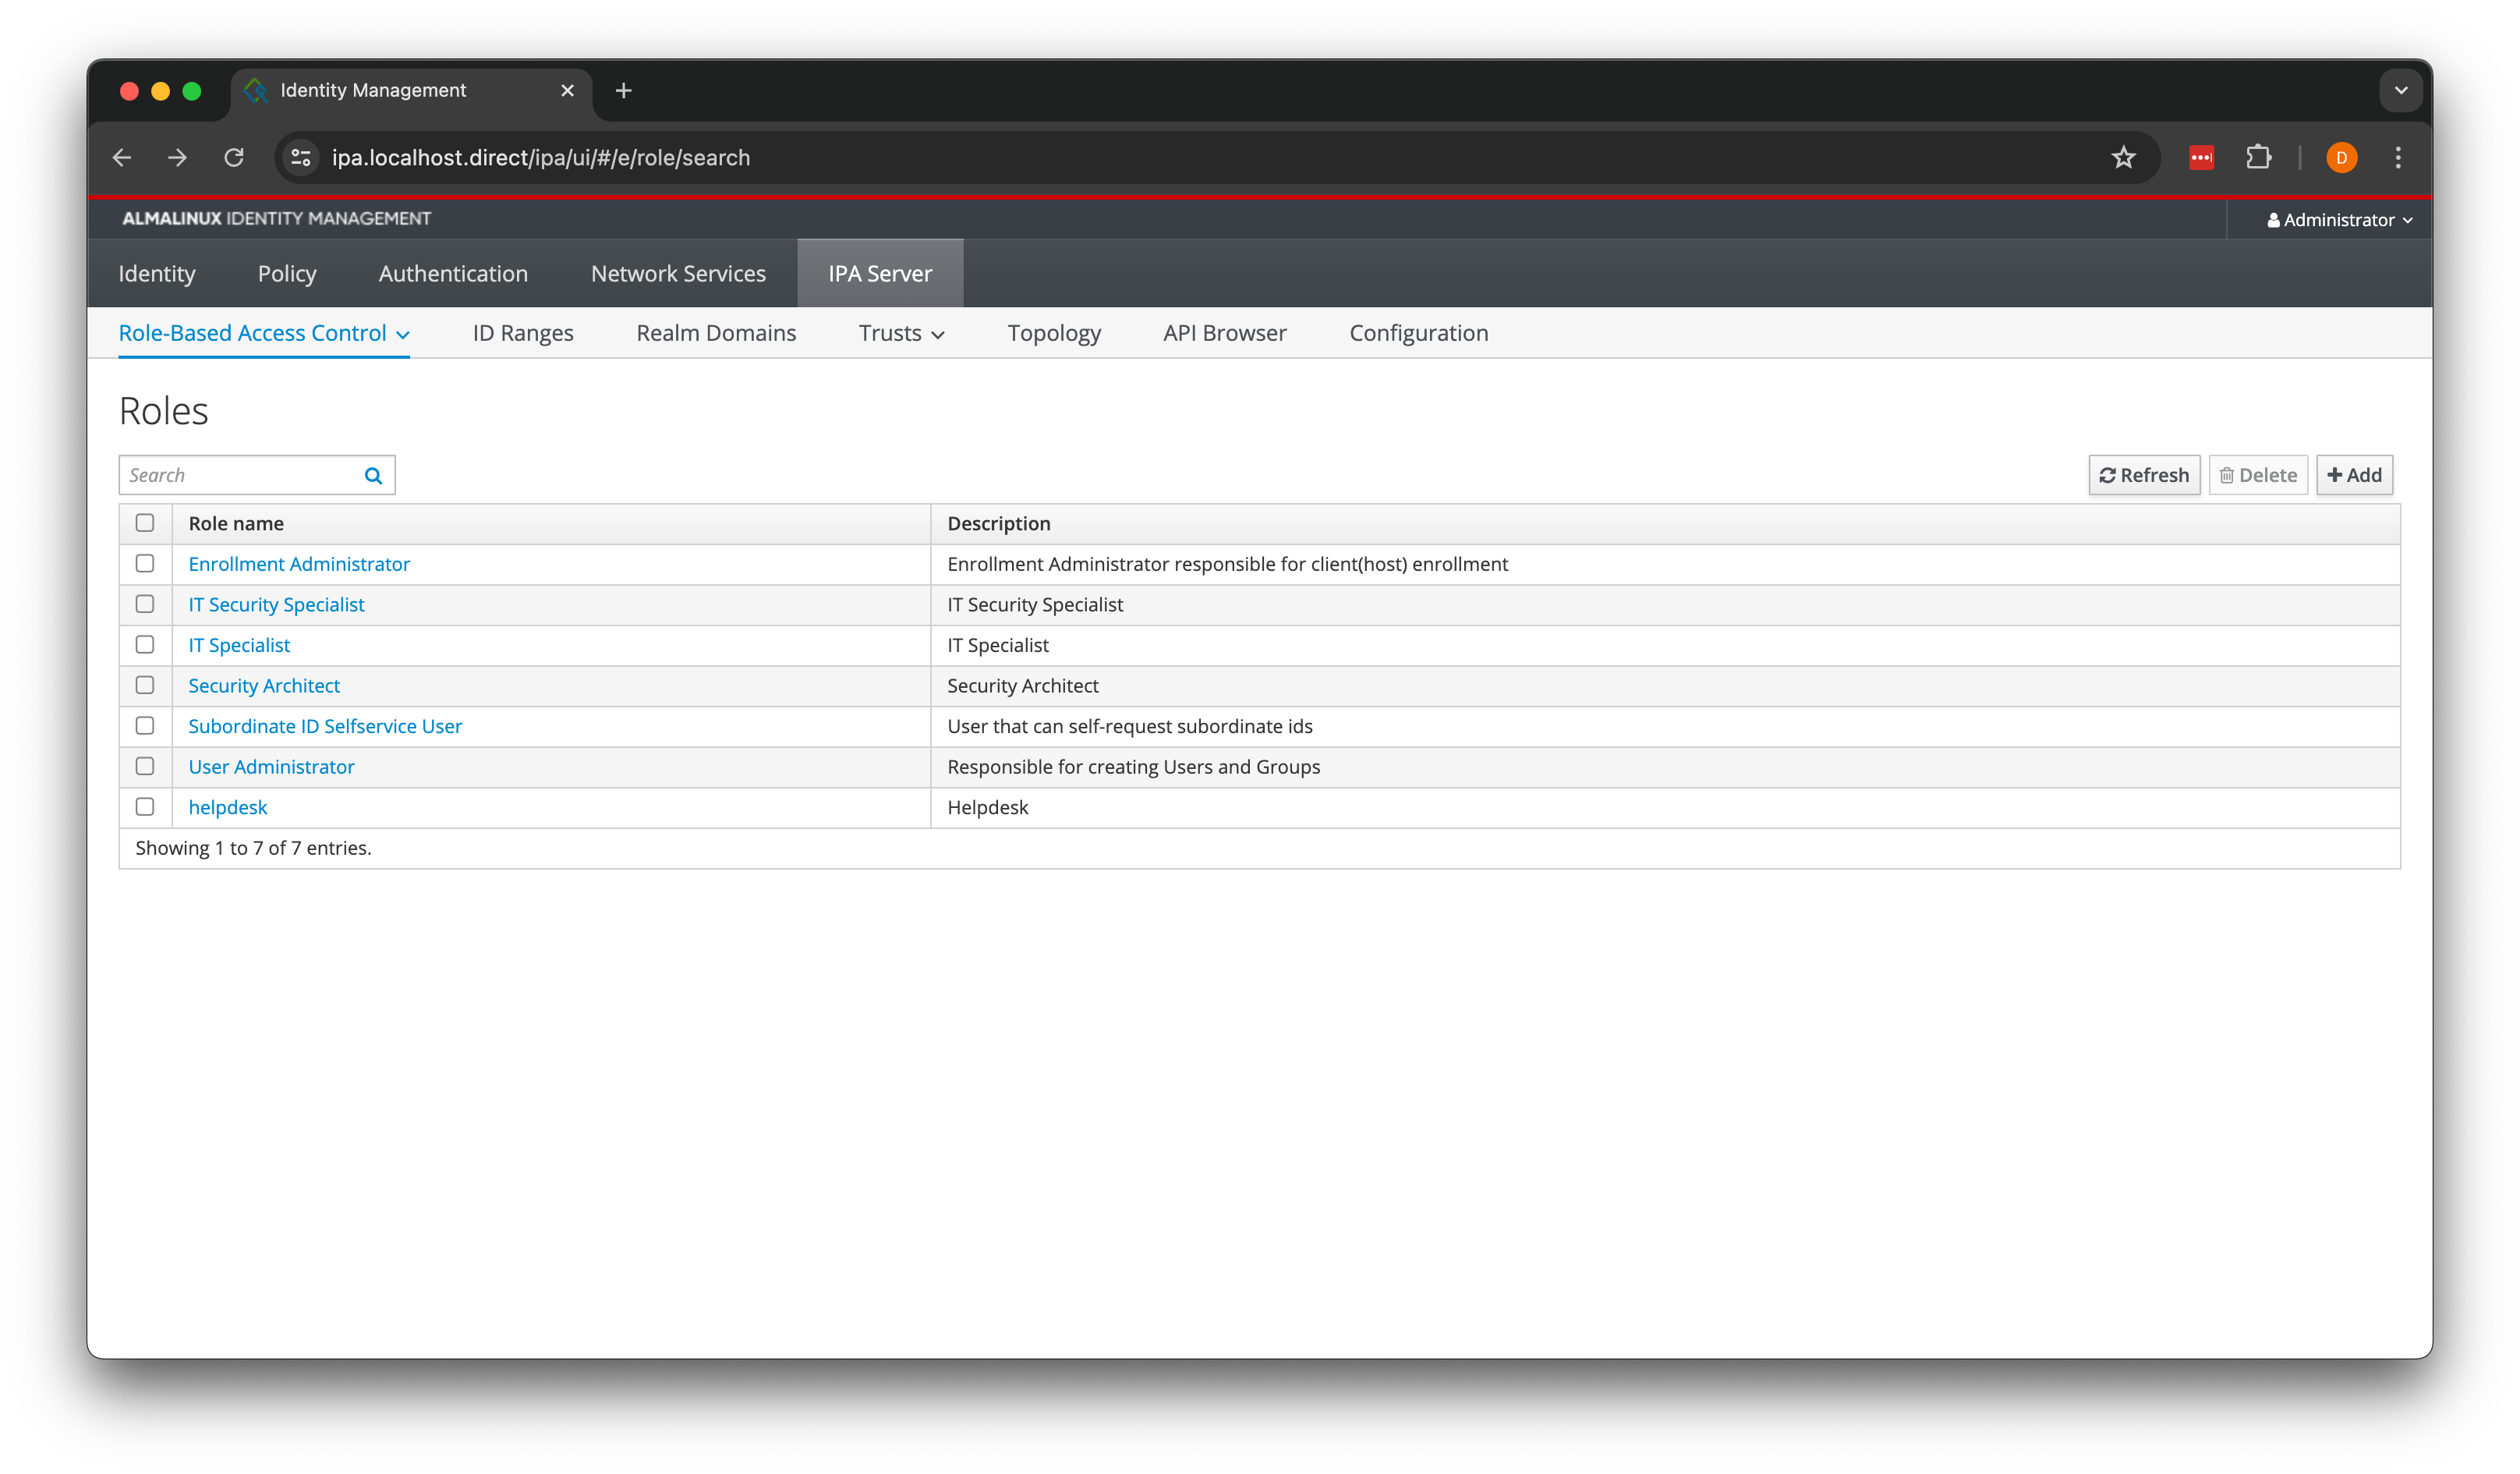 Identity Management
ipa.localhost.direct/ipa/ui/#/e/role/search
D
ALMALINUX IDENTITY MANAGEMENT
Administrator
Identity Policy Authentication Network Services IPA Server
Role-Based Access Control ID Ranges Realm Domains Trusts Topology API Browser Configuration
Roles
Search Refresh Delete Add
Role name Description
Enrollment Administrator Enrollment Administrator responsible for client(host) enrollment
IT Security Specialist IT Security Specialist
IT Specialist IT Specialist
Security Architect Security Architect
Subordinate ID Selfservice User User that can self-request subordinate ids
User Administrator Responsible for creating Users and Groups
helpdesk Helpdesk
Showing 1 to 7 of 7 entries.